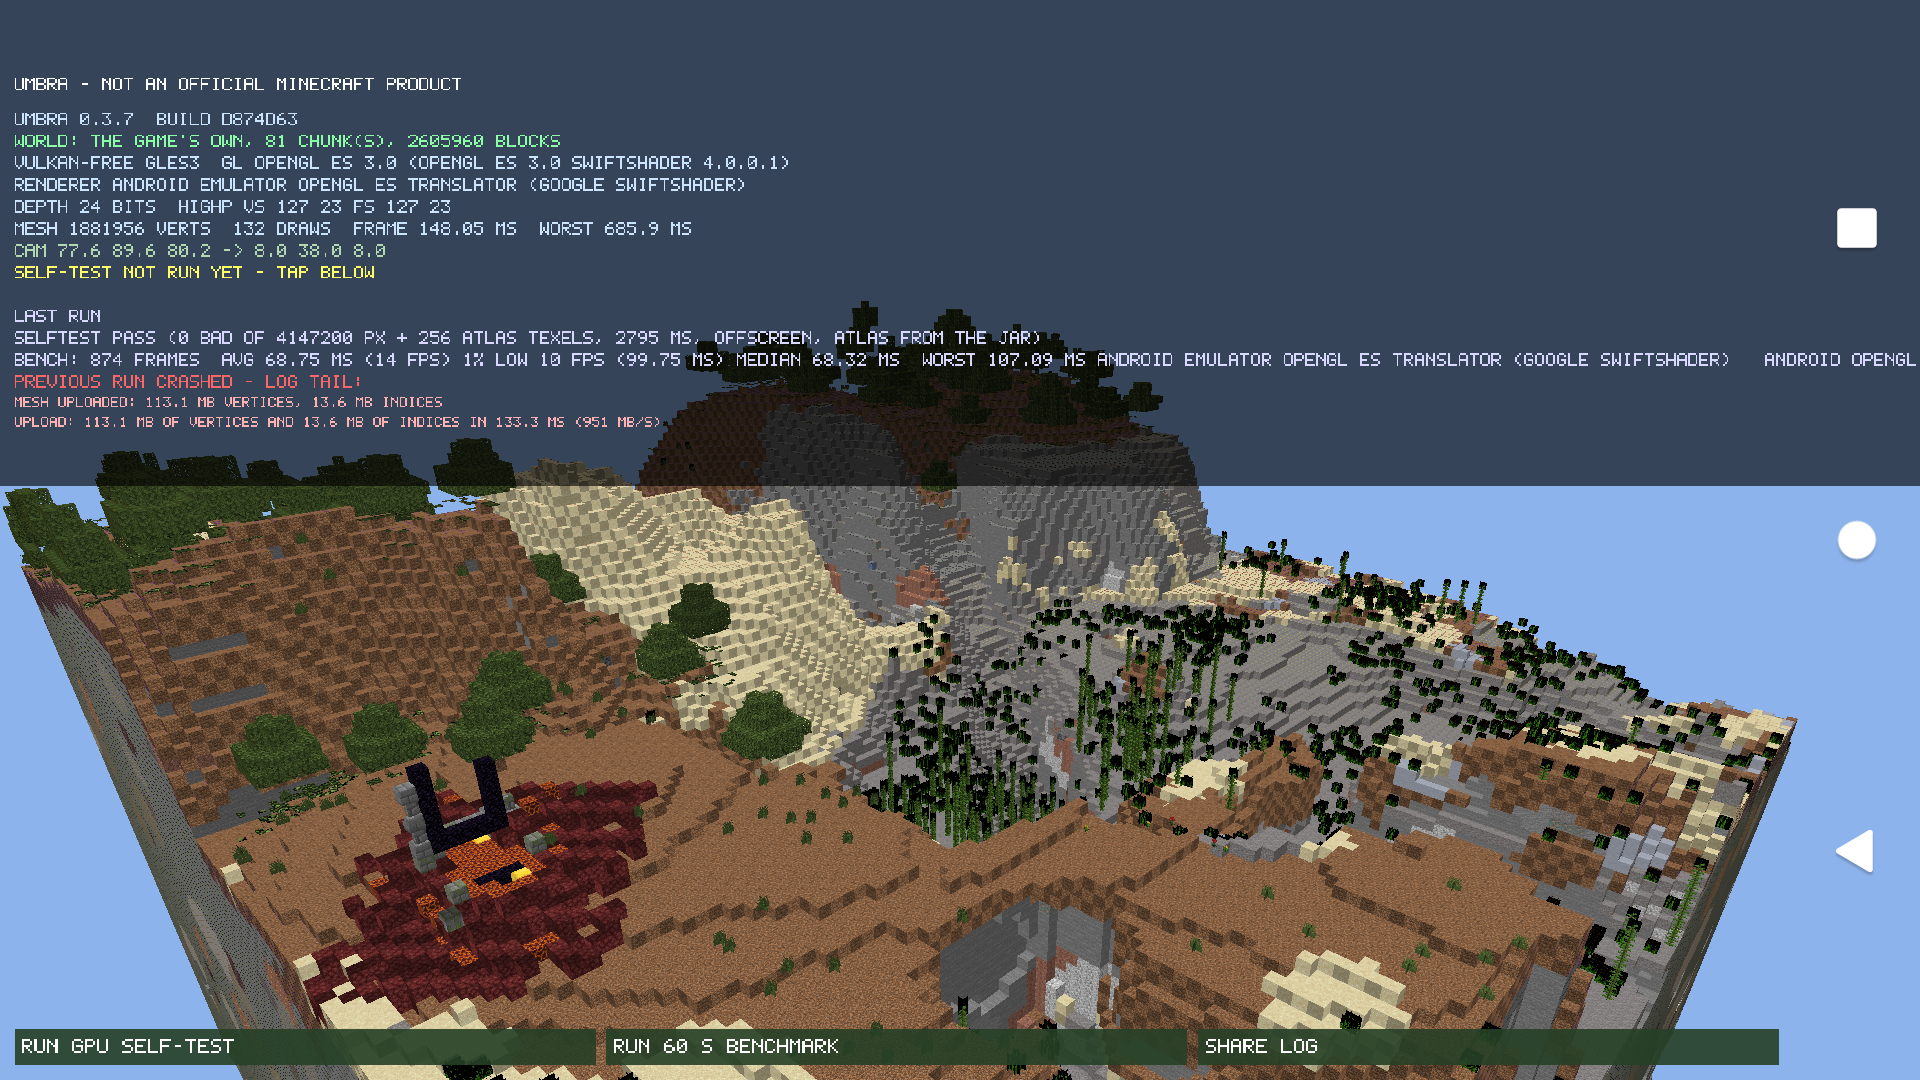 UMBRA - NOT AN OFFICIAL MINECRAFT PRODUCT
UMBRA 0.3.7  BUILD D874D63
WORLD: THE GAME'S OWN, 81 CHUNK(S), 2605960 BLOCKS
VULKAN-FREE GLES3  GL OPENGL ES 3.0 (OPENGL ES 3.0 SWIFTSHADER 4.0.0.1)
RENDERER ANDROID EMULATOR OPENGL ES TRANSLATOR (GOOGLE SWIFTSHADER)
DEPTH 24 BITS  HIGHP VS 127 23 FS 127 23
MESH 1881956 VERTS  132 DRAWS  FRAME 148.05 MS  WORST 685.9 MS
CAM 77.6 89.6 80.2 -> 8.0 38.0 8.0
SELF-TEST NOT RUN YET - TAP BELOW
LAST RUN
SELFTEST PASS (0 BAD OF 4147200 PX + 256 ATLAS TEXELS, 2795 MS, OFFSCREEN, ATLAS FROM THE JAR)
BENCH: 874 FRAMES  AVG 68.75 MS (14 FPS) 1% LOW 10 FPS (99.75 MS) MEDIAN 68.32 MS  WORST 107.09 MS ANDROID EMULATOR OPENGL ES TRANSLATOR (GOOGLE SWIFTSHADER)   ANDROID OPENGL
PREVIOUS RUN CRASHED - LOG TAIL:
MESH UPLOADED: 113.1 MB VERTICES, 13.6 MB INDICES
UPLOAD: 113.1 MB OF VERTICES AND 13.6 MB OF INDICES IN 133.3 MS (951 MB/S)
RUN GPU SELF-TEST
RUN 60 S BENCHMARK
SHARE LOG